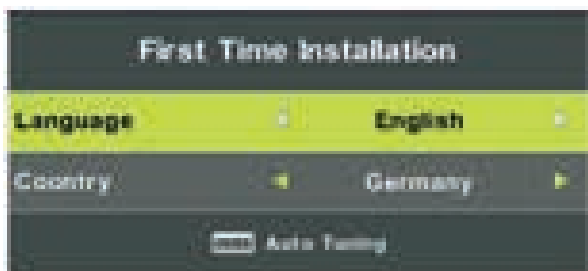 First Time Installation
Language English
Country Germany
Auto Tuning